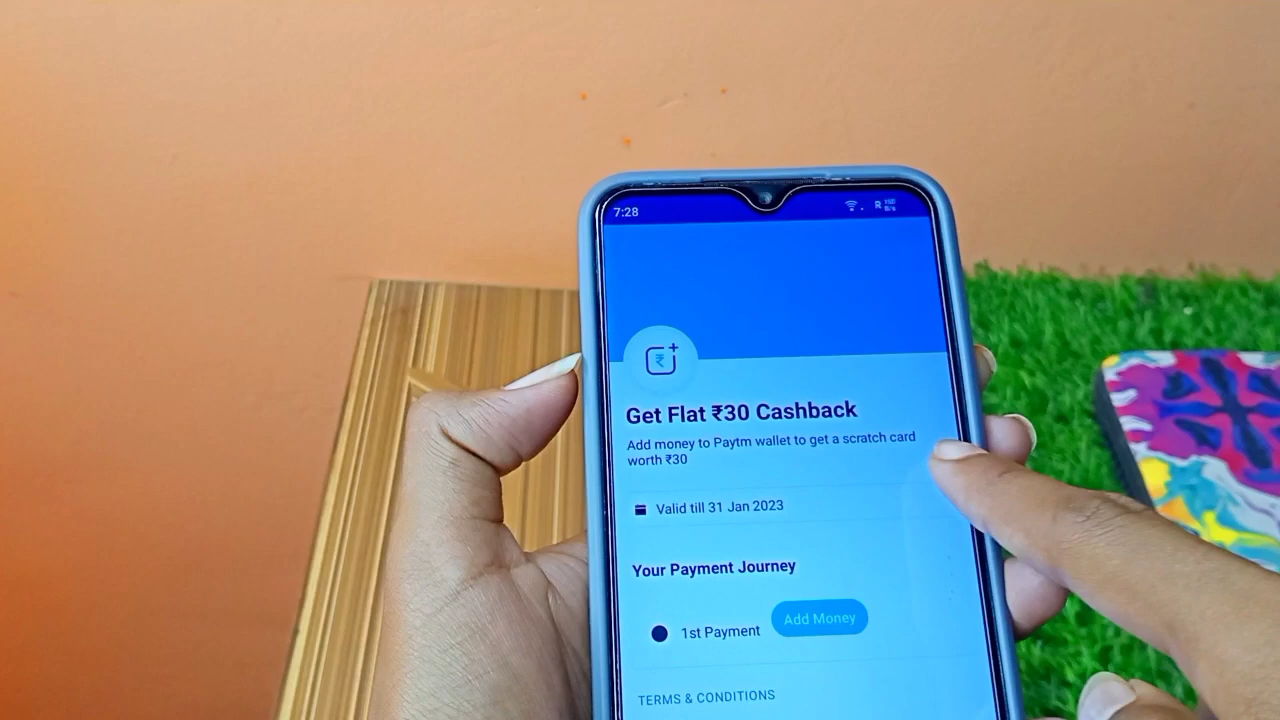 7:28
R
Get Flat ₹30 Cashback
Add money to Paytm wallet to get a scratch card
worth ₹30
Valid till 31 Jan 2023
Your Payment Journey
1st Payment Add Money
TERMS & CONDITIONS